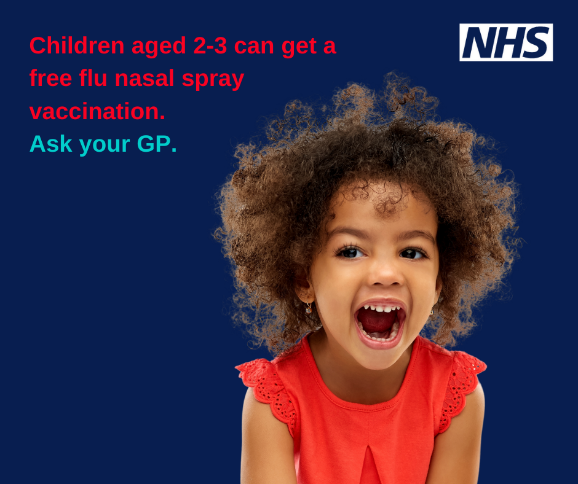 Children aged 2-3 can get a
free flu nasal spray
vaccination.
Ask your GP.
NHS